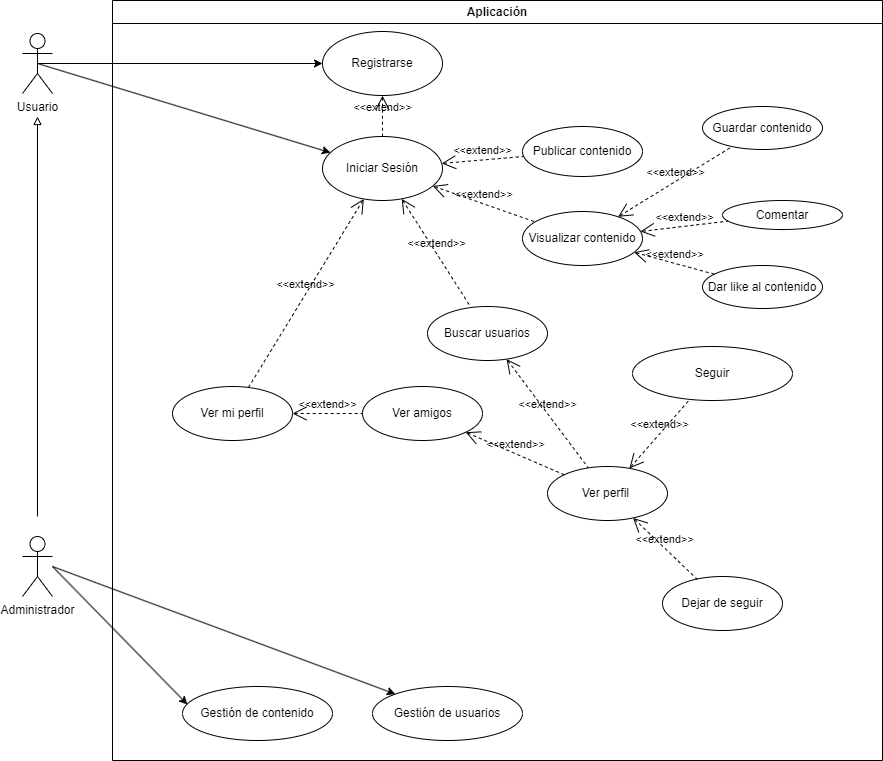 Aplicación
Registrarse
Usuario
<<extend>>
Iniciar Sesión
<<extend>>
Publicar contenido
Guardar contenido
<<extend>>
<<extend>>
Visualizar contenido
<<extend>>
Comentar
<<extend>>
Dar like al contenido
<<extend>>
<<extend>>
Buscar usuarios
Seguir
Ver mi perfil
<<extend>>
Ver amigos
<<extend>>
<<extend>>
<<extend>>
Ver perfil
<<extend>>
Dejar de seguir
Administrador
Gestión de contenido
Gestión de usuarios